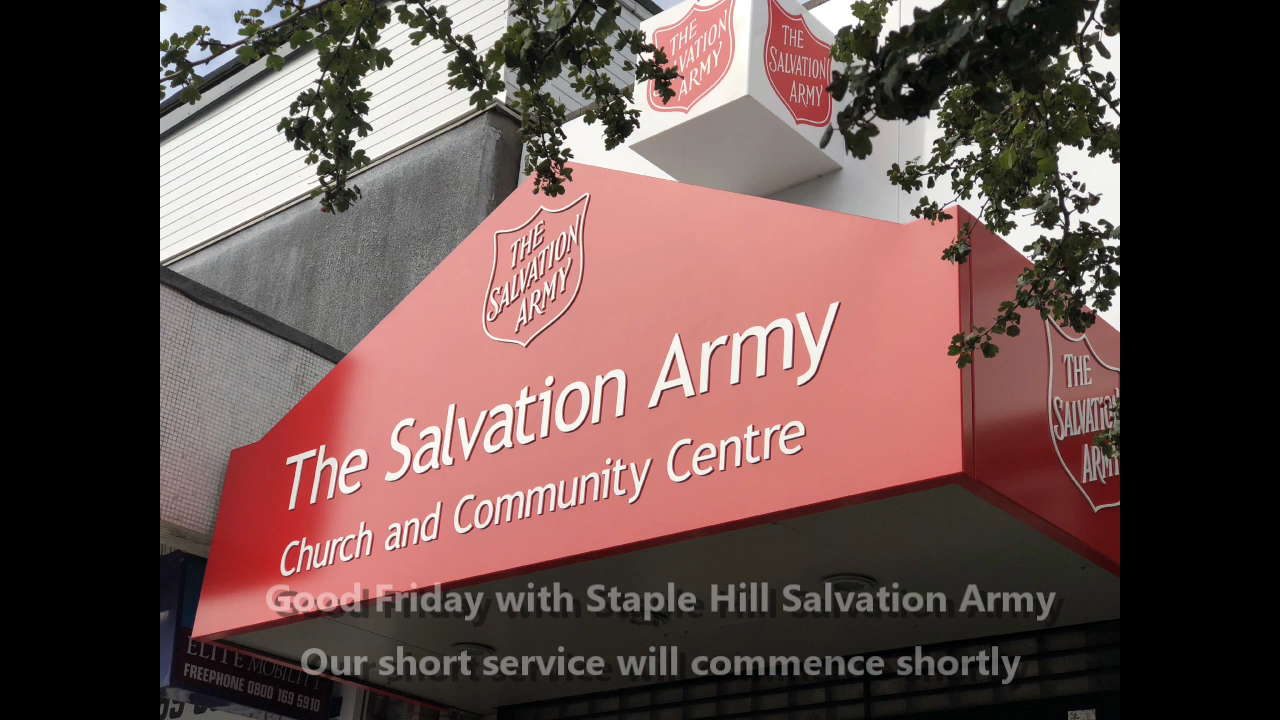 THE
SALVATION
ARMY
THE
SALVATION
ARMY
THE
SALVATION
ARMY
The Salvation Army
Church and Community Centre
THE
SALVATION
ARMY
Good Friday with Staple Hill Salvation Army
Our short service will commence shortly
ELITE MOBILITY
FREEPHONE 0800 169 5910